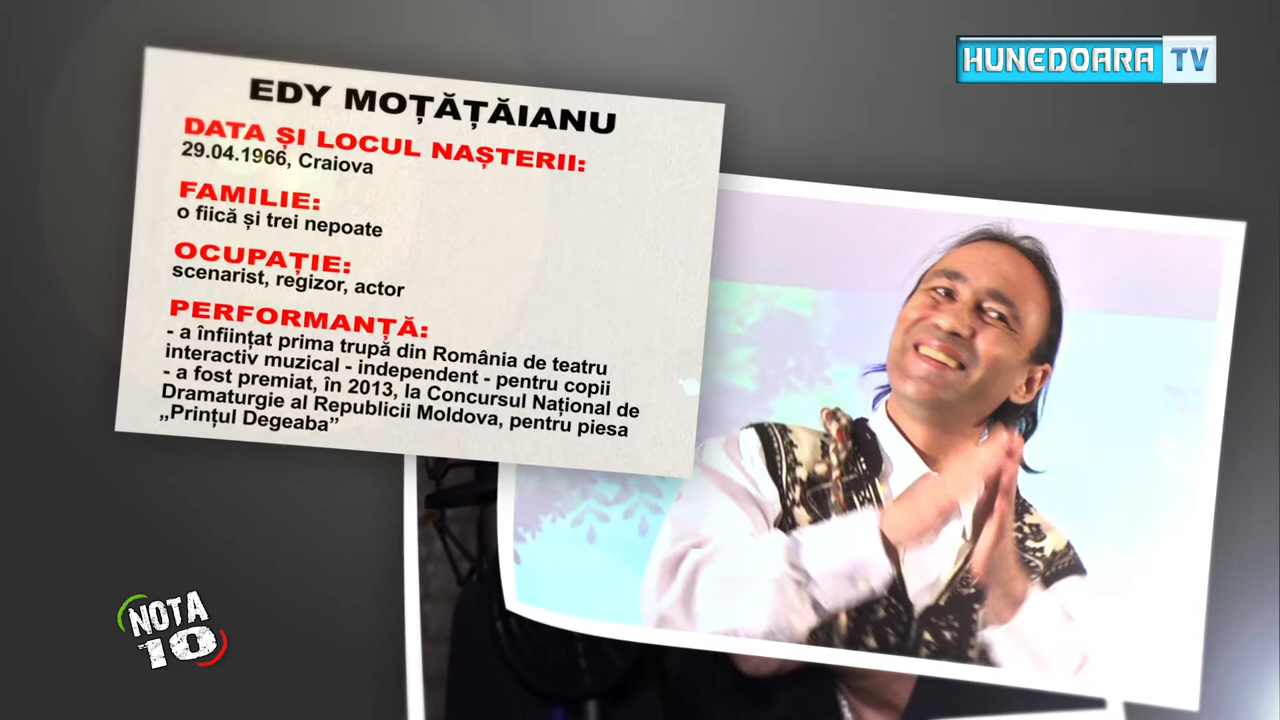 HUNEDOARA TV
EDY MOȚĂȚĂIANU
DATA ȘI LOCUL NAȘTERII:
29.04.1966, Craiova
FAMILIE:
o fiică și trei nepoate
OCUPAȚIE:
scenarist, regizor, actor
PERFORMANȚĂ:
- a înființat prima trupă din România de teatru
interactiv muzical - independent - pentru copii
- a fost premiat, în 2013, la Concursul Național de
Dramaturgie al Republicii Moldova, pentru piesa
„Prințul Degeaba”
NOTA
10